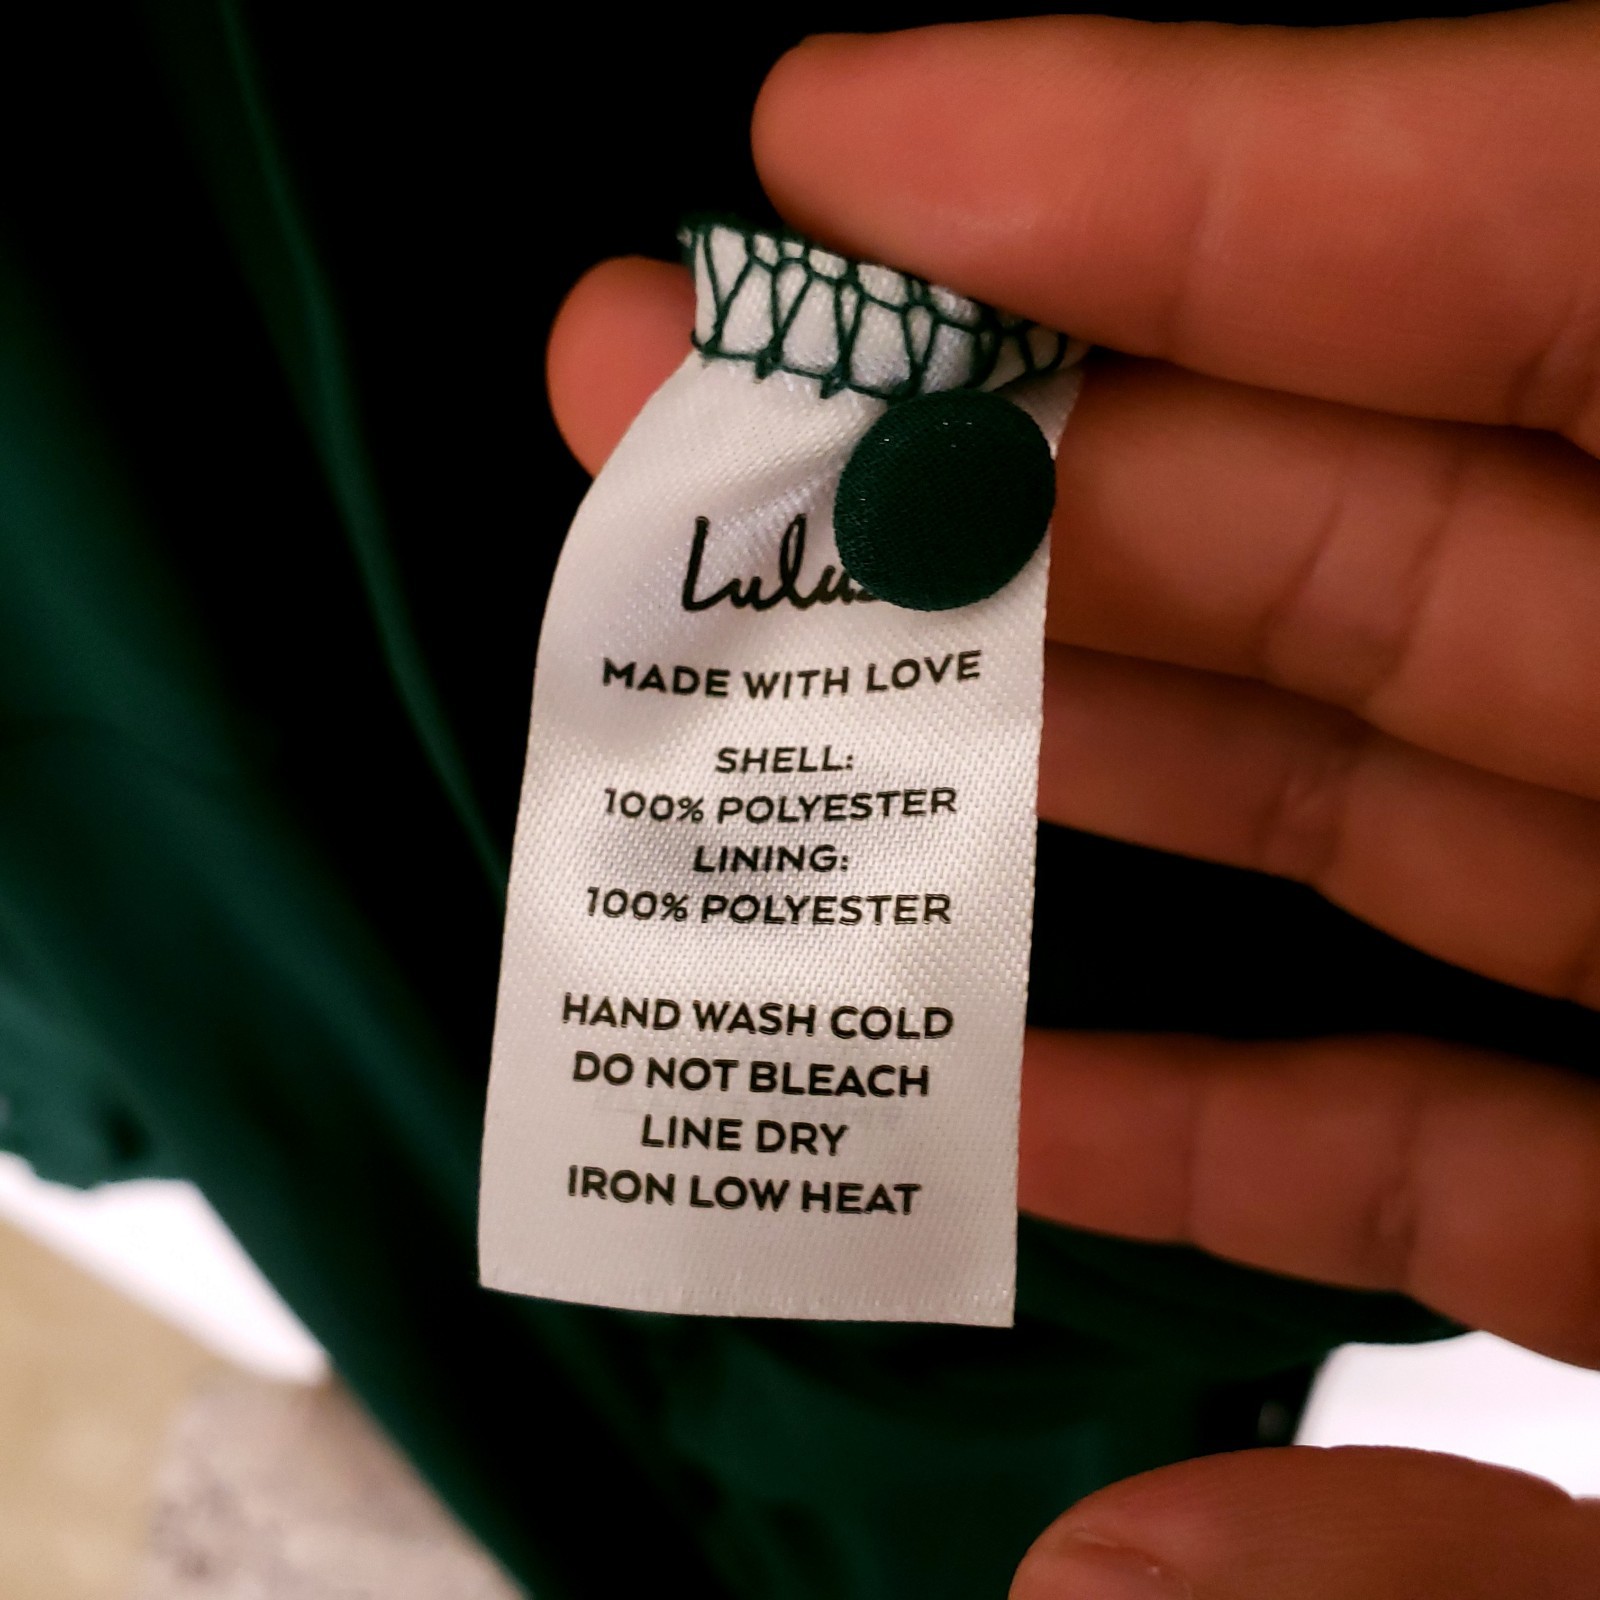 Lulus
MADE WITH LOVE
SHELL:
100% POLYESTER
LINING:
100% POLYESTER
HAND WASH COLD
DO NOT BLEACH
LINE DRY
IRON LOW HEAT